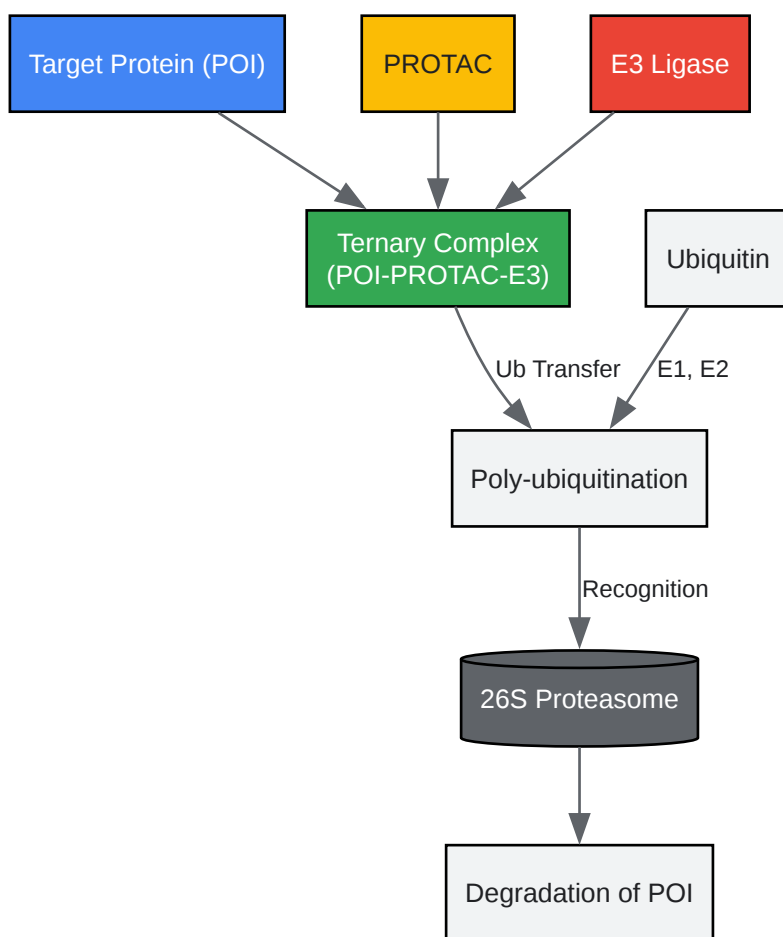 Target Protein (POI)
PROTAC
E3 Ligase
Ternary Complex
(POI-PROTAC-E3)
Ubiquitin
Ub Transfer
E1, E2
Poly-ubiquitination
Recognition
26S Proteasome
Degradation of POI